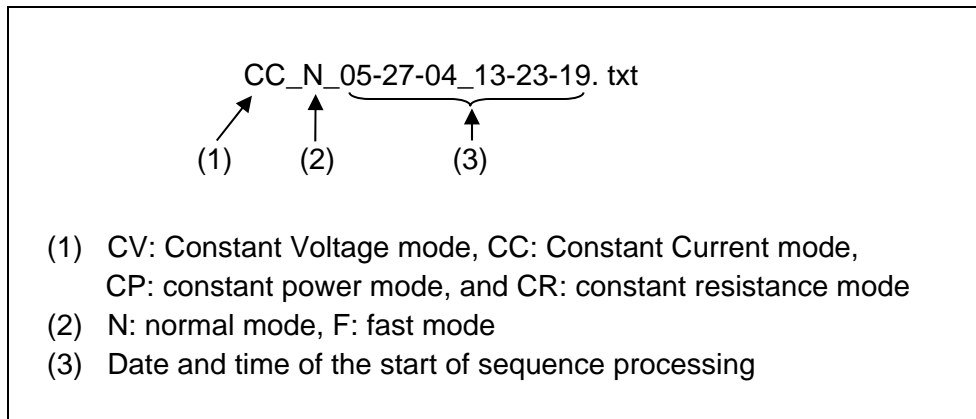 CC_N_05-27-04_13-23-19. txt
(1) (2) (3)
(1) CV: Constant Voltage mode, CC: Constant Current mode,
CP: constant power mode, and CR: constant resistance mode
(2) N: normal mode, F: fast mode
(3) Date and time of the start of sequence processing